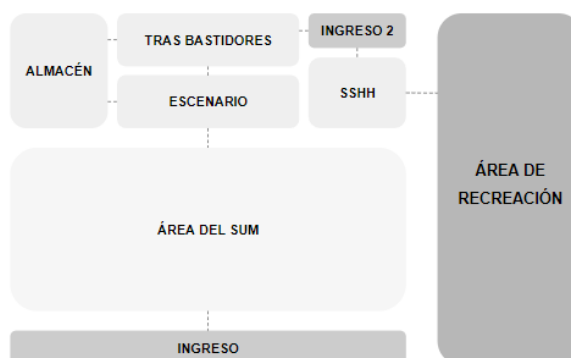 INGRESO 2
TRAS BASTIDORES
ALMACÉN
SSHH
ESCENARIO
ÁREA DE
RECREACIÓN
ÁREA DEL SUM
INGRESO